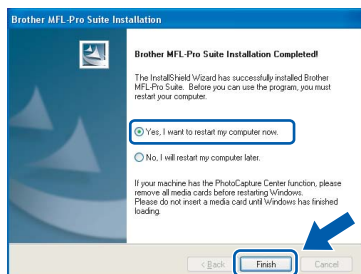 Brother MFL-Pro Suite Installation
Brother MFL-Pro Suite Installation Completed!
The InstallShield Wizard has successfully installed Brother
MFL-Pro Suite. Before you can use the program, you must
restart your computer.
Yes, I want to restart my computer now.
No, I will restart my computer later.
If your machine has the PhotoCapture Center function, please
remove all media cards before restarting Windows.
Please do not insert a media card until Windows has finished
loading.
< Back Finish Cancel